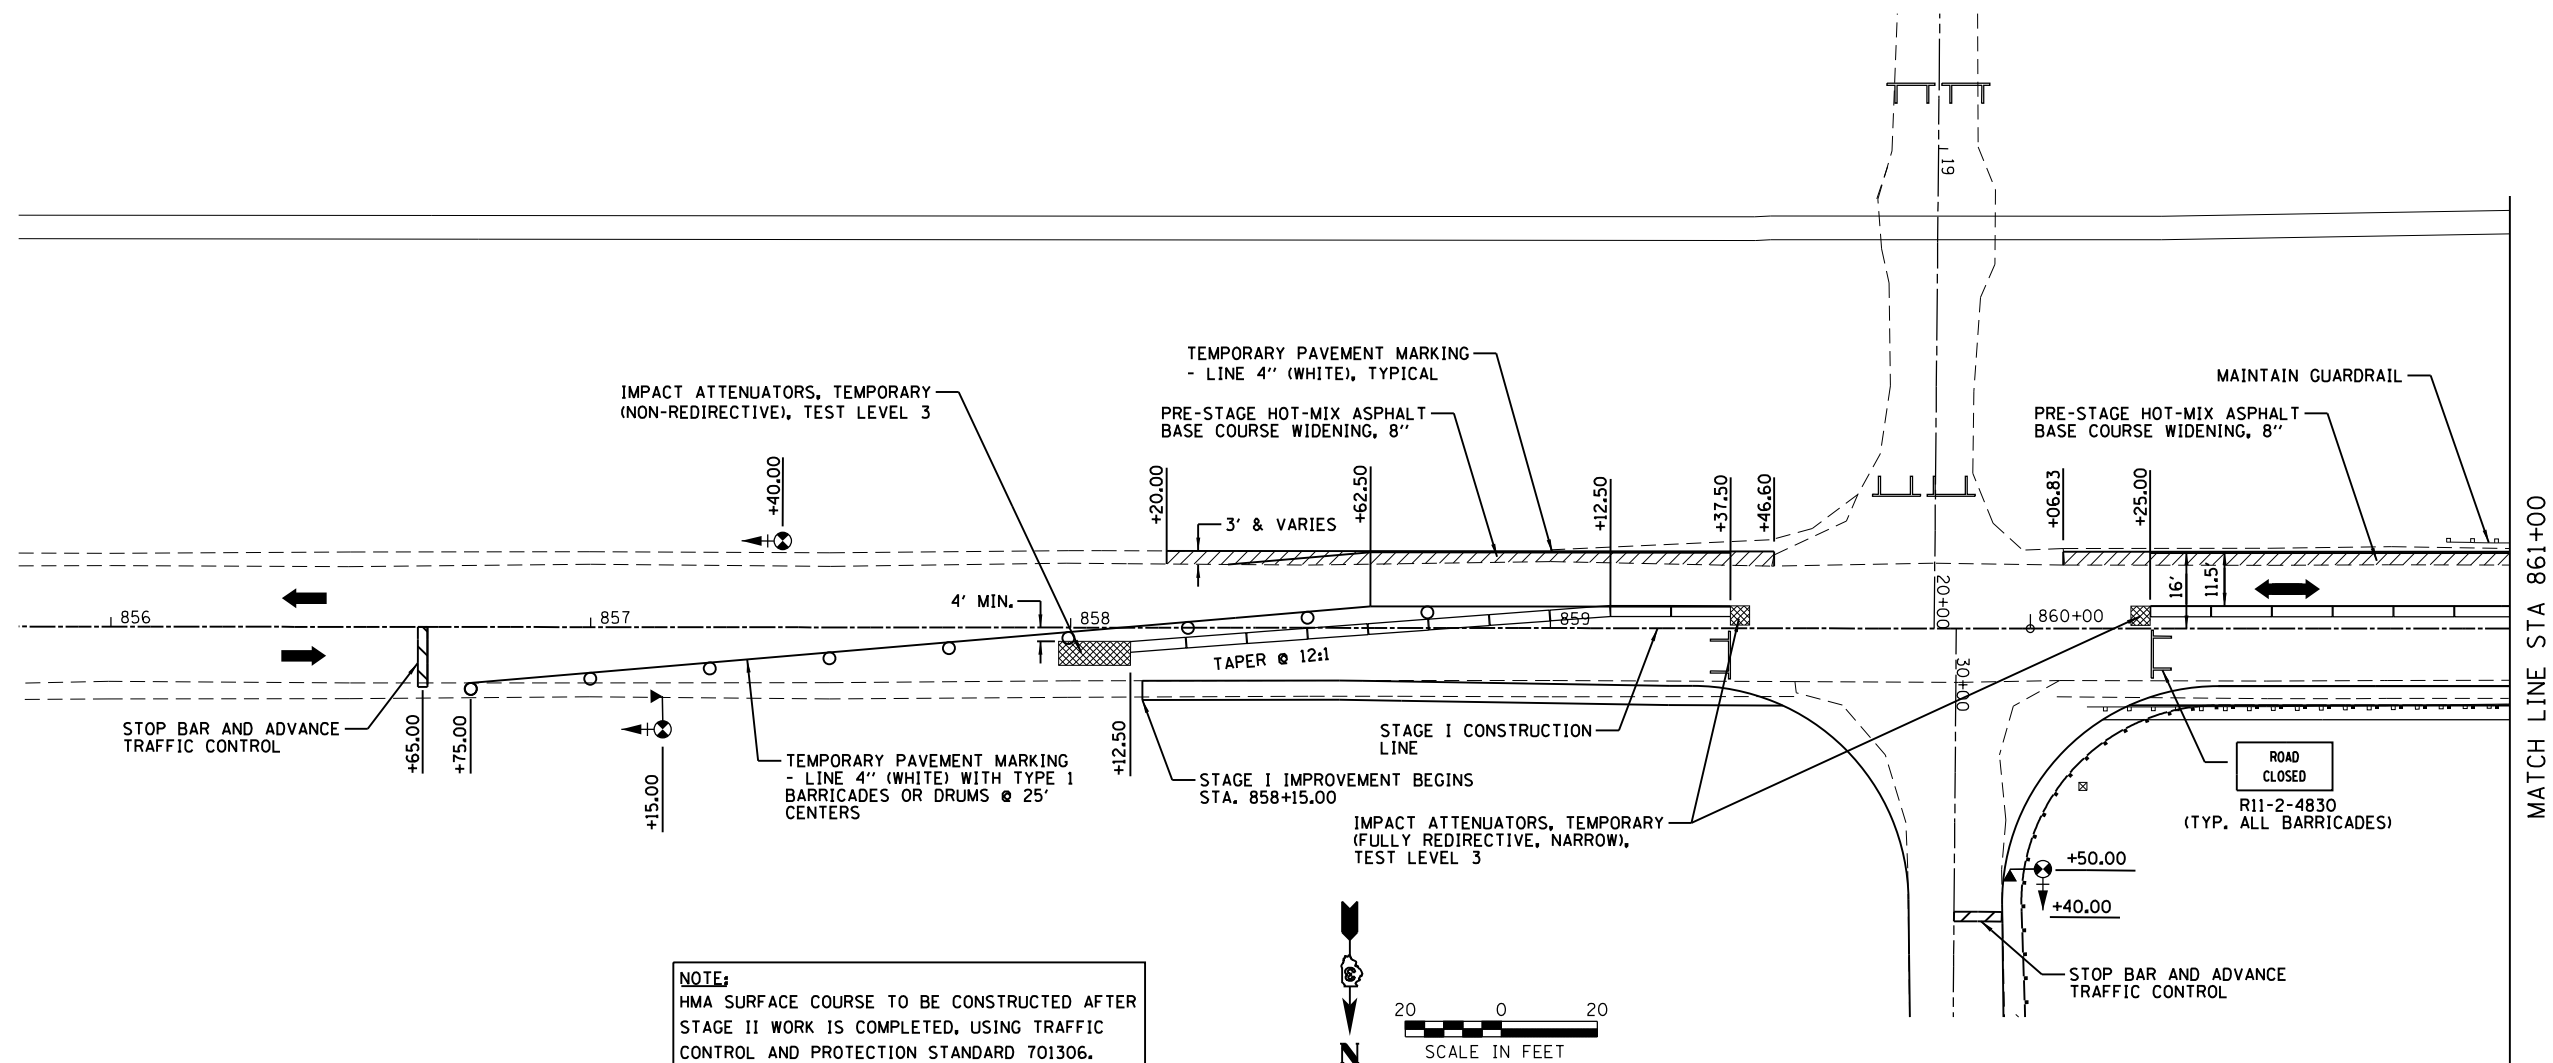 19
TEMPORARY PAVEMENT MARKING
- LINE 4'' (WHITE), TYPICAL
IMPACT ATTENUATORS, TEMPORARY
(NON-REDIRECTIVE), TEST LEVEL 3
PRE-STAGE HOT-MIX ASPHALT
BASE COURSE WIDENING, 8''
MAINTAIN GUARDRAIL
PRE-STAGE HOT-MIX ASPHALT
BASE COURSE WIDENING, 8''
+40.00
+20.00
3' & VARIES
+62.50
+12.50
+37.50
+46.60
+06.83
+25.00
MATCH LINE STA 861+00
16'
11.5'
4' MIN.
856
857
858
859
20+00
860+00
TAPER @ 12:1
30+00
STOP BAR AND ADVANCE
TRAFFIC CONTROL
+65.00
+75.00
+15.00
TEMPORARY PAVEMENT MARKING
- LINE 4'' (WHITE) WITH TYPE 1
BARRICADES OR DRUMS @ 25'
CENTERS
+12.50
STAGE I IMPROVEMENT BEGINS
STA. 858+15.00
STAGE I CONSTRUCTION
LINE
IMPACT ATTENUATORS, TEMPORARY
(FULLY REDIRECTIVE, NARROW),
TEST LEVEL 3
ROAD
CLOSED
R11-2-4830
(TYP. ALL BARRICADES)
+50.00
+40.00
STOP BAR AND ADVANCE
TRAFFIC CONTROL
NOTE:
HMA SURFACE COURSE TO BE CONSTRUCTED AFTER
STAGE II WORK IS COMPLETED, USING TRAFFIC
CONTROL AND PROTECTION STANDARD 701306.
N
20 0 20
SCALE IN FEET